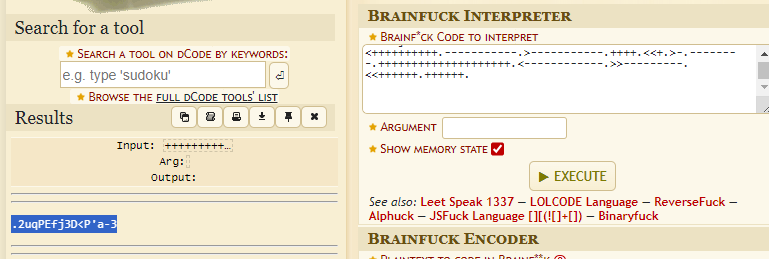 Search for a tool
★ SEARCH A TOOL ON DCODE BY KEYWORDS:
e.g. type 'sudoku'
★ BROWSE THE FULL DCODE TOOLS' LIST
Results
Input: +++++++++…
Arg:
Output:
.2uqPEfj3D<P'a-3
BRAINFUCK INTERPRETER
★ BRAINF*CK CODE TO INTERPRET
<++++++++++.-----------.>-----------.++++.<<+.>-.-------
-.++++++++++++++++++++.<-----------.>>---------.
<<++++++.++++++.
★ ARGUMENT
★ SHOW MEMORY STATE
▶ EXECUTE
See also: Leet Speak 1337 – LOLCODE Language – ReverseFuck –
Alphuck – JSFuck Language [][(![]+[]) – Binaryfuck
BRAINFUCK ENCODER